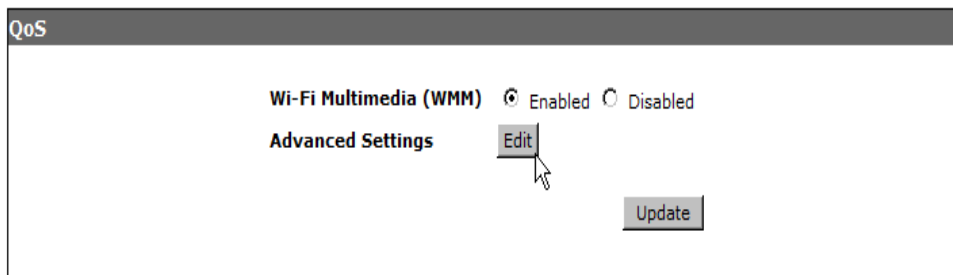 QoS
Wi-Fi Multimedia (WMM) Enabled Disabled
Advanced Settings Edit
Update